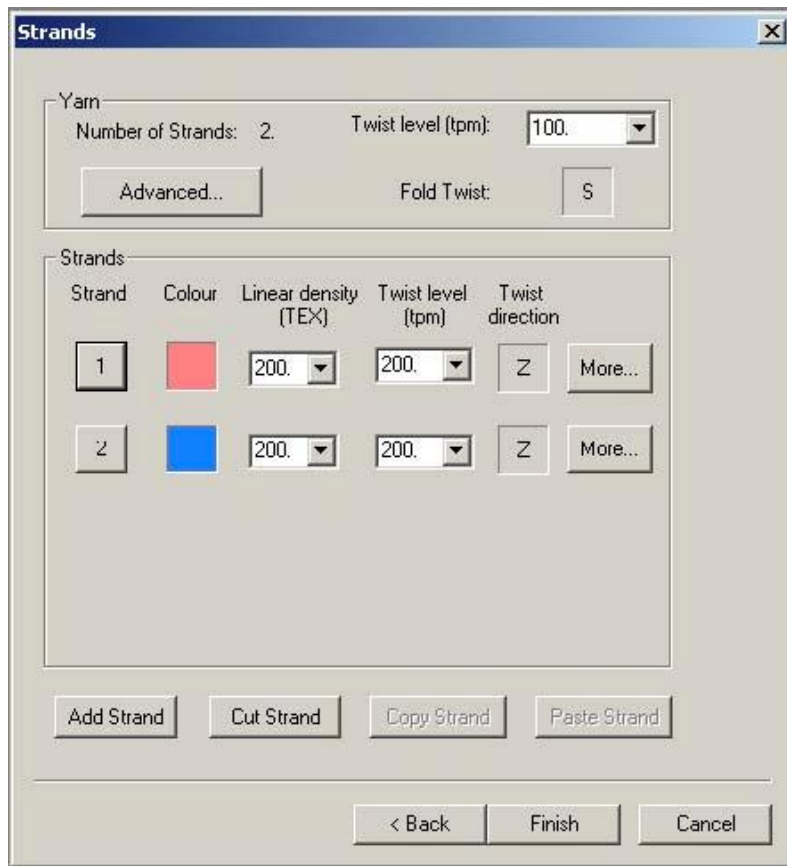 Strands
Yarn
Number of Strands: 2. Twist level (tpm): 100.
Advanced... Fold Twist: S
Strands
Strand Colour Linear density (TEX) Twist level (tpm) Twist direction
1 200. 200. Z More...
2 200. 200. Z More...
Add Strand Cut Strand Copy Strand Paste Strand
< Back Finish Cancel